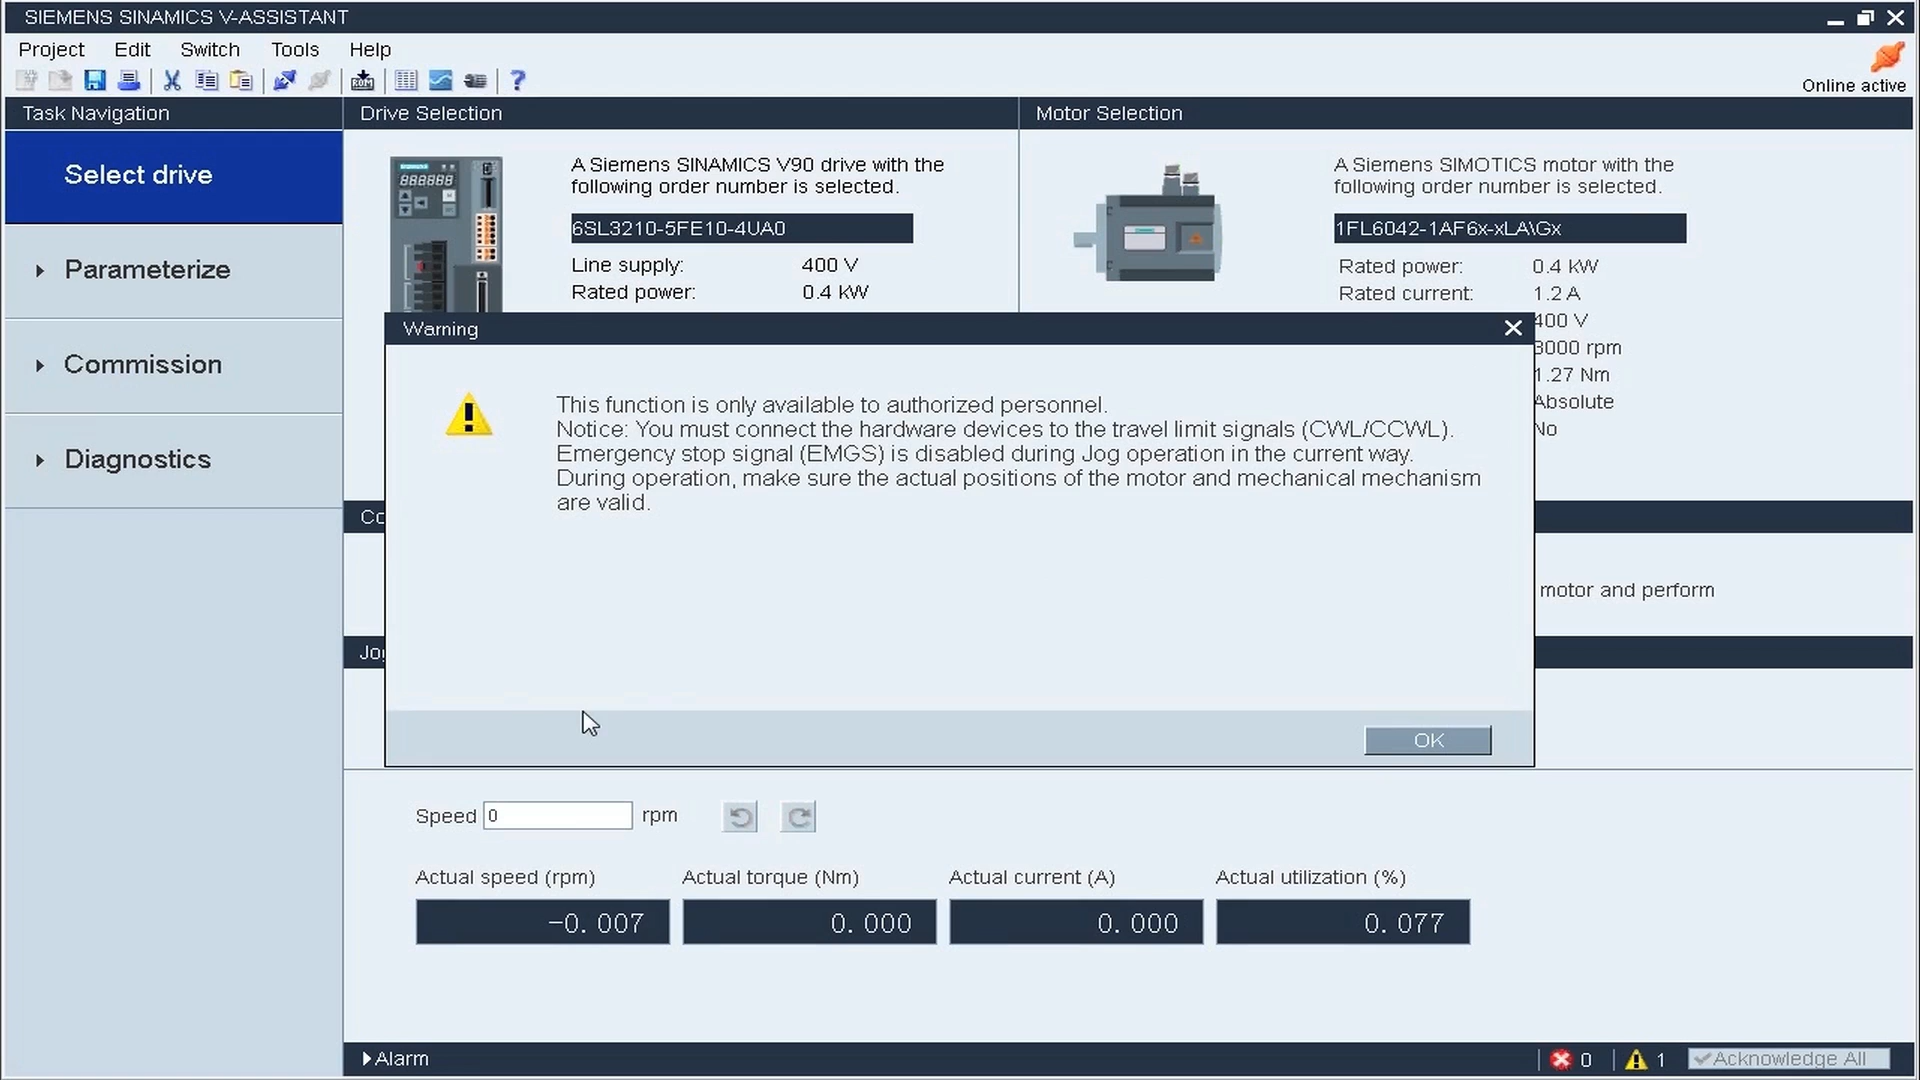 SIEMENS SINAMICS V-ASSISTANT
Project Edit Switch Tools Help
Online active
Task Navigation
Drive Selection
Motor Selection
Select drive
Parameterize
Commission
Diagnostics
SIEMENS
888888
A Siemens SINAMICS V90 drive with the
following order number is selected.
6SL3210-5FE10-4UA0
Line supply: 400 V
Rated power: 0.4 kW
A Siemens SIMOTICS motor with the
following order number is selected.
1FL6042-1AF6x-xLA\Gx
Rated power: 0.4 kW
Rated current: 1.2 A
400 V
3000 rpm
1.27 Nm
Absolute
No
Warning
This function is only available to authorized personnel.
Notice: You must connect the hardware devices to the travel limit signals (CWL/CCWL).
Emergency stop signal (EMGS) is disabled during Jog operation in the current way.
During operation, make sure the actual positions of the motor and mechanical mechanism
are valid.
OK
Co
motor and perform
Jog
Speed 0 rpm
Actual speed (rpm) Actual torque (Nm) Actual current (A) Actual utilization (%)
-0.007 0.000 0.000 0.077
Alarm
0 1 Acknowledge All